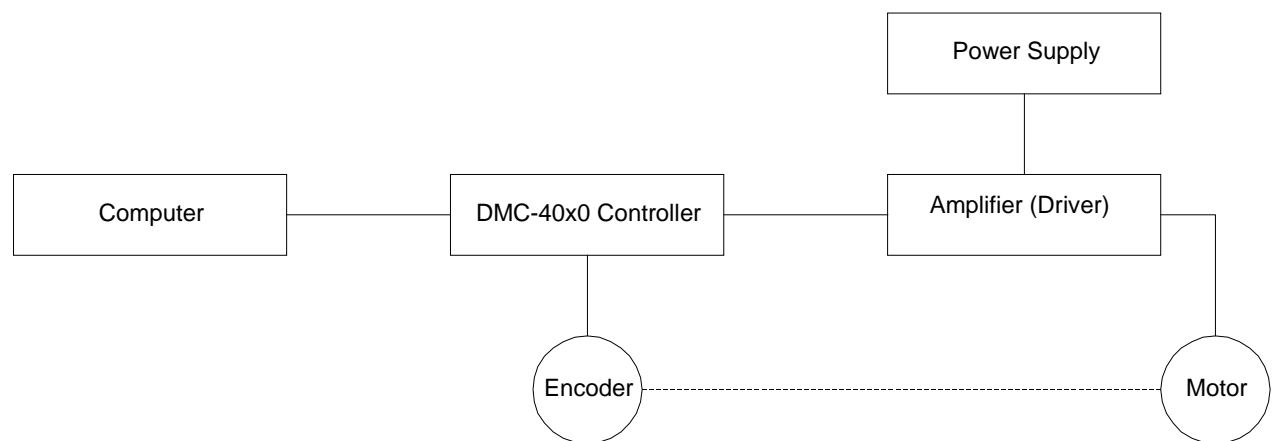 Power Supply
Computer
DMC-40x0 Controller
Amplifier (Driver)
Encoder
Motor